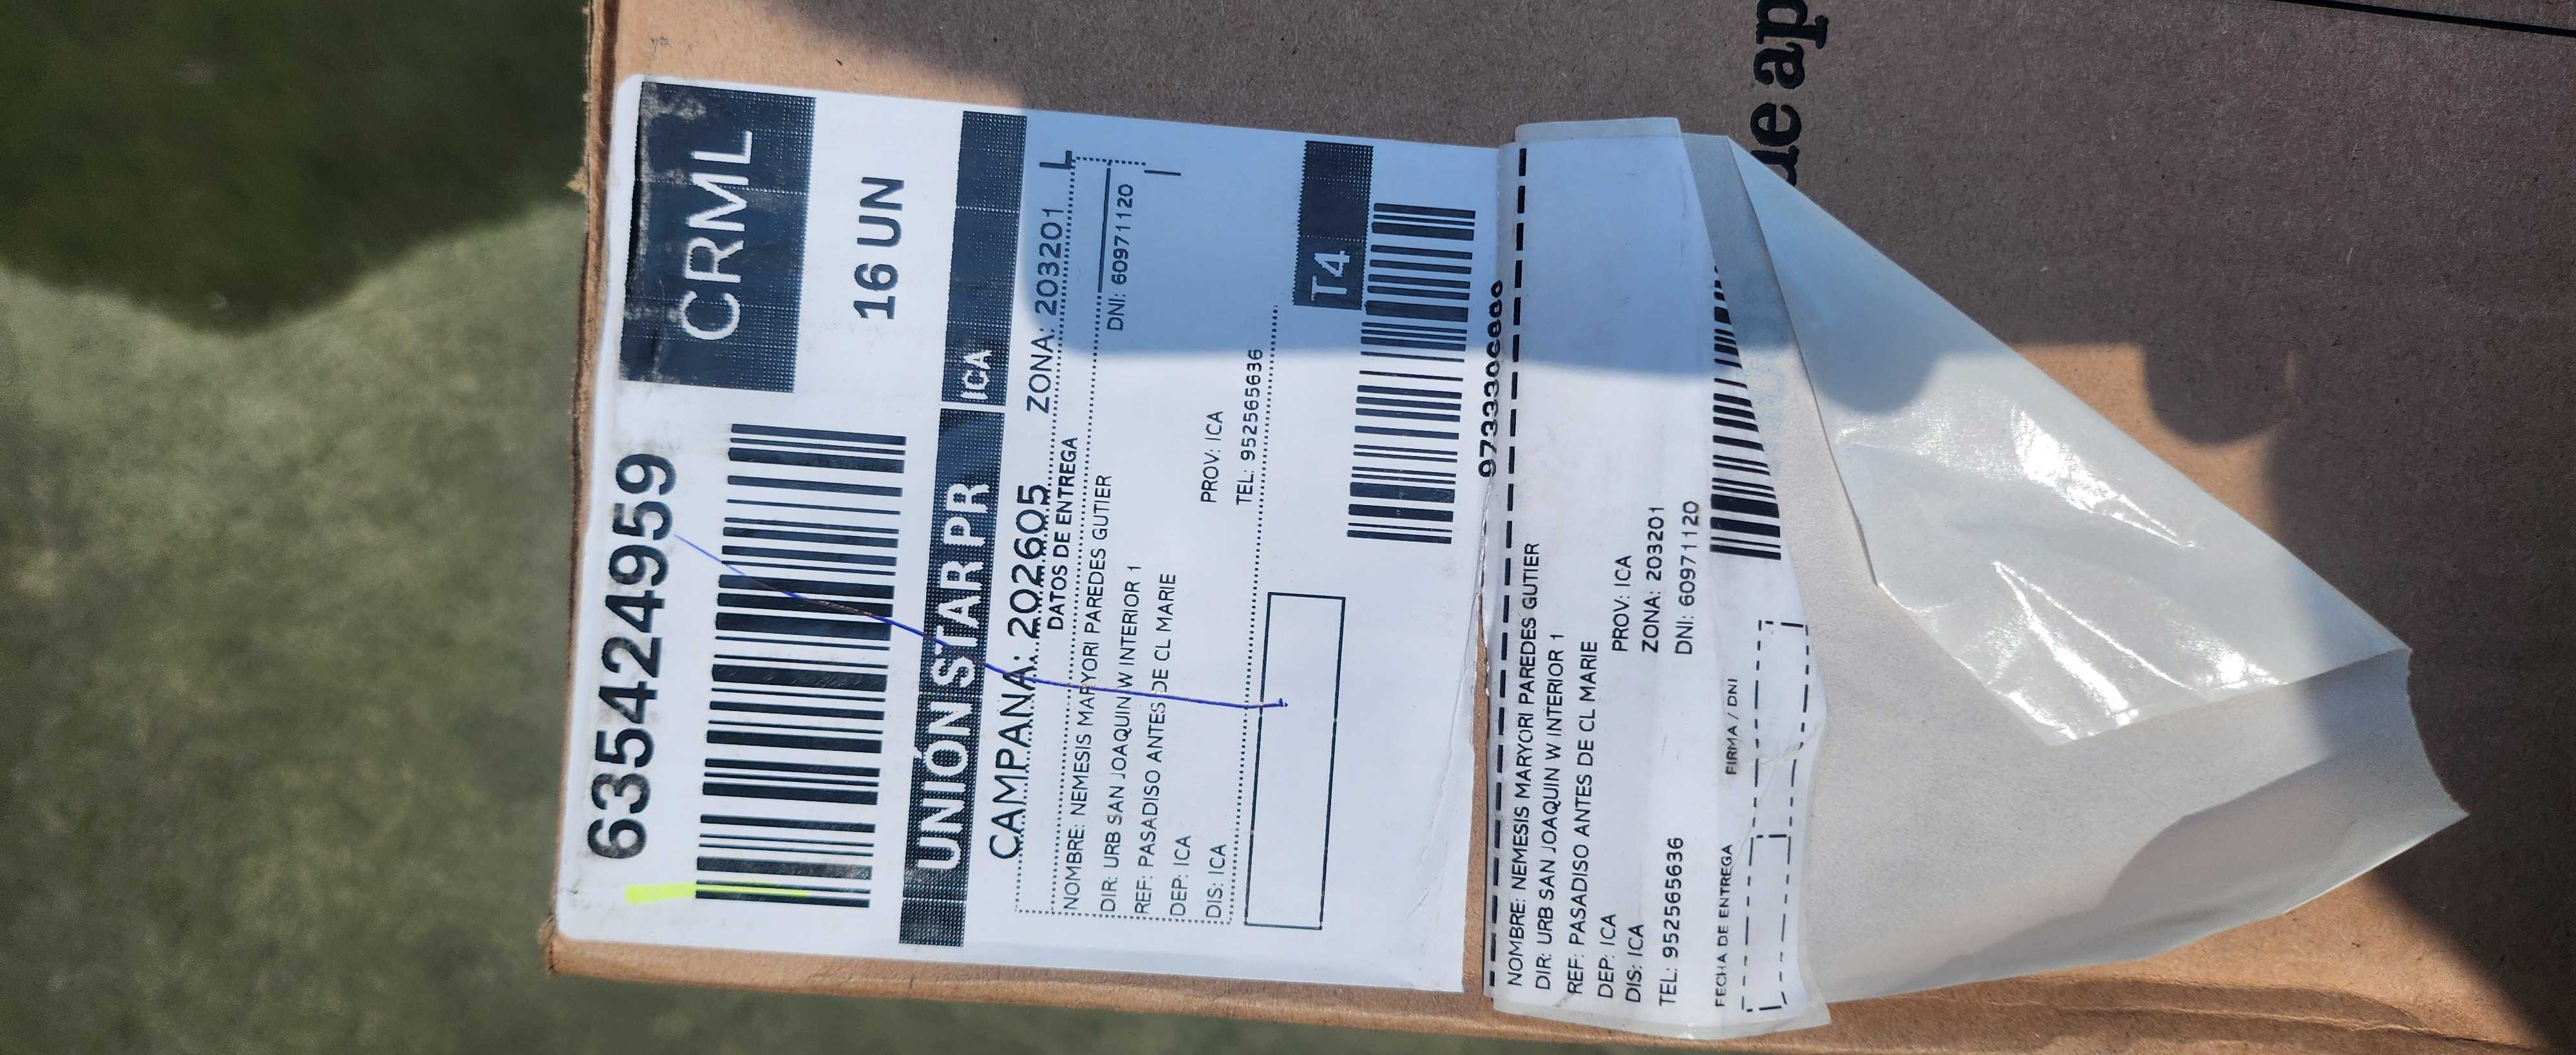 6354242959
CRML
16 UN
UNIÓN STAR PR
ICA
CAMPANA: 202605
ZONA: 203201
DATOS DE ENTREGA
NOMBRE: NEMESIS MARYORI PAREDES GUTIER
DIR: URB SAN JOAQUIN W INTERIOR 1
DNI: 60971120
REF: PASADISO ANTES DE CL MARIE
DEP: ICA
PROV: ICA
DIS: ICA
TEL: 952565636
T4
NOMBRE: NEMESIS MARYORI PAREDES GUTIER
DIR: URB SAN JOAQUIN W INTERIOR 1
REF: PASADISO ANTES DE CL MARIE
DEP: ICA
PROV: ICA
DIS: ICA
ZONA: 203201
TEL: 952565636
DNI: 60971120
FECHA DE ENTREGA
FIRMA / DNI